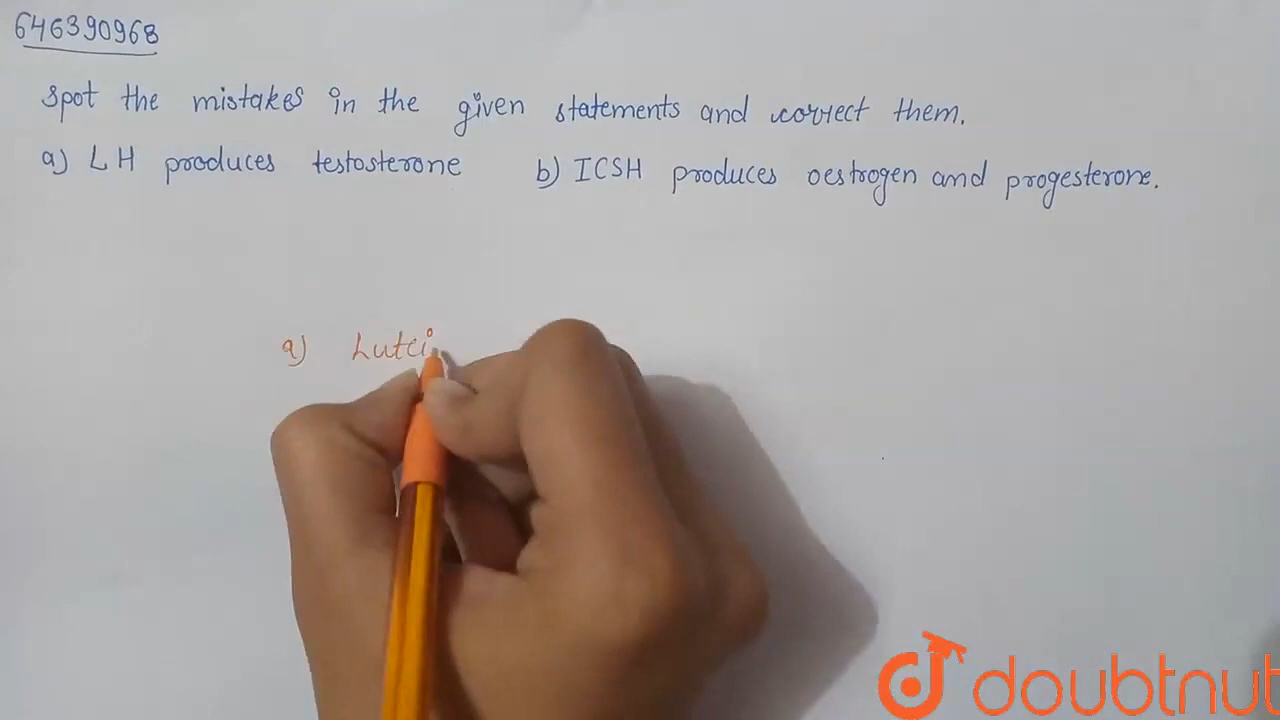 646390968
Spot the mistakes in the given statements and correct them.
a) LH produces testosterone b) ICSH produces oestrogen and progesterone.
a) Lutei
doubtnut